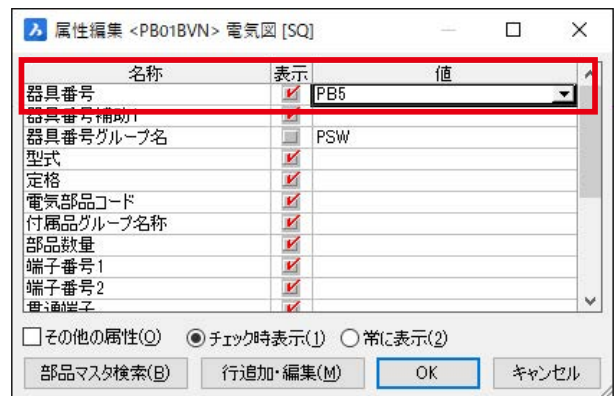 属性編集 <PB01BVN> 電気図 [SQ]
名称 表示 値
器具番号 PB5
器具番号補助1
器具番号グループ名 PSW
型式
定格
電気部品コード
付属品グループ名称
部品数量
端子番号1
端子番号2
貫通端子
その他の属性(O) チェック時表示(1) 常に表示(2)
部品マスタ検索(B) 行追加・編集(M) OK キャンセル